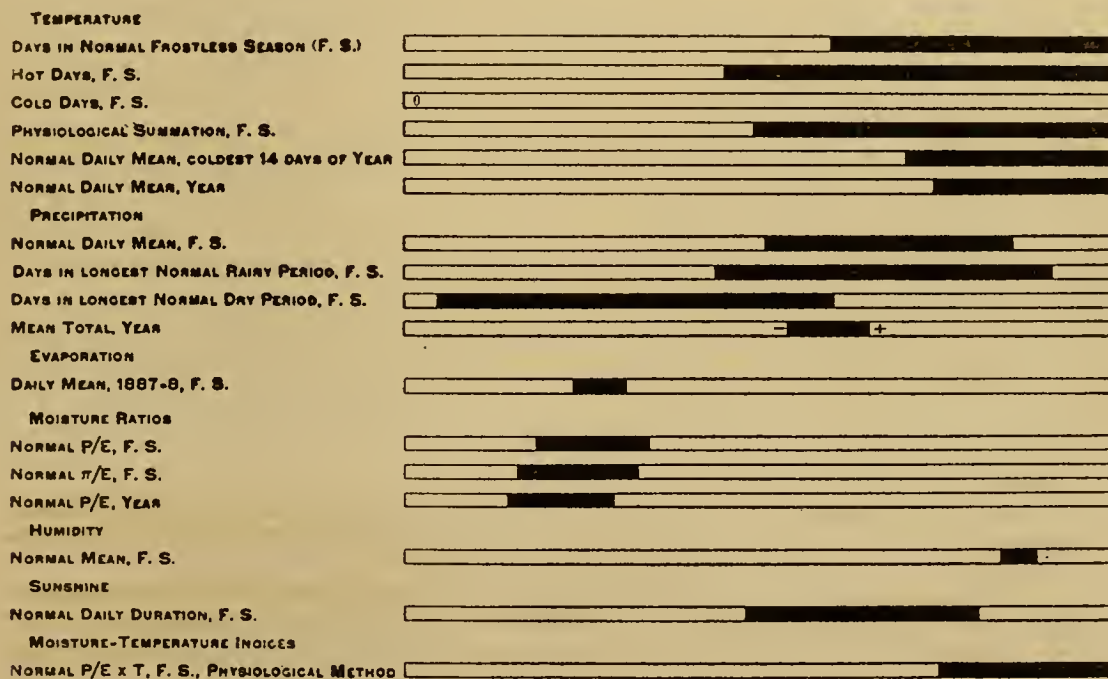 TEMPERATURE
DAYS IN NORMAL FROSTLESS SEASON (F. S.)
HOT DAYS, F. S.
COLD DAYS, F. S. 0
PHYSIOLOGICAL SUMMATION, F. S.
NORMAL DAILY MEAN, COLDEST 14 DAYS OF YEAR
NORMAL DAILY MEAN, YEAR
PRECIPITATION
NORMAL DAILY MEAN, F. S.
DAYS IN LONGEST NORMAL RAINY PERIOD, F. S.
DAYS IN LONGEST NORMAL DRY PERIOD, F. S.
MEAN TOTAL, YEAR − +
EVAPORATION
DAILY MEAN, 1887-8, F. S.
MOISTURE RATIOS
NORMAL P/E, F. S.
NORMAL π/E, F. S.
NORMAL P/E, YEAR
HUMIDITY
NORMAL MEAN, F. S.
SUNSHINE
NORMAL DAILY DURATION, F. S.
MOISTURE-TEMPERATURE INDICES
NORMAL P/E X T, F. S., PHYSIOLOGICAL METHOD